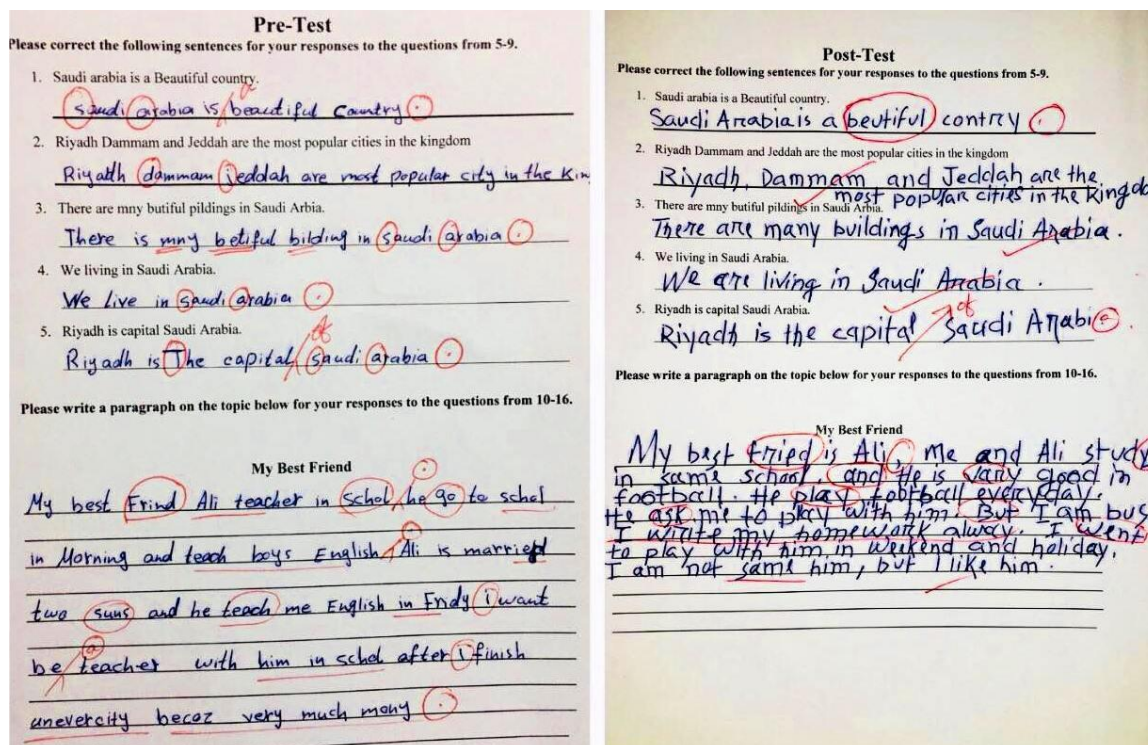 Pre-Test
Please correct the following sentences for your responses to the questions from 5-9.
1. Saudi arabia is a Beautiful country.
saudi arabia is a beautiful Country .
2. Riyadh Dammam and Jeddah are the most popular cities in the kingdom
Riyadh dammam jeddah are most popular city in the Kin
3. There are mny butiful pildings in Saudi Arbia.
There is mny betiful bilding in saudi arabia .
4. We living in Saudi Arabia.
We Live in saudi arabia .
5. Riyadh is capital Saudi Arabia.
Riyadh is The capital of saudi arabia .
Please write a paragraph on the topic below for your responses to the questions from 10-16.
My Best Friend
My best Frind Ali teacher in schol . he go to schol
in Morning and teach boys English . Ali is married
two suns and he teach me English in Fndy i want
be a teacher with him in schol after i finish
unevercity becoz very much mony .
Post-Test
Please correct the following sentences for your responses to the questions from 5-9.
1. Saudi arabia is a Beautiful country.
Saudi Arabia is a beutiful contry .
2. Riyadh Dammam and Jeddah are the most popular cities in the kingdom
Riyadh, Dammam and Jeddah are the
most popular cities in the Kingdo
3. There are mny butiful pildings in Saudi Arbia.
There are many buildings in Saudi Arabia .
4. We living in Saudi Arabia.
We are living in Saudi Arabia .
5. Riyadh is capital Saudi Arabia.
Riyadh is the capital of Saudi Arabia .
Please write a paragraph on the topic below for your responses to the questions from 10-16.
My Best Friend
My best fried is Ali, me and Ali study
in same school, and He is vary good in
football. He play football everyday.
He ask me to play with him. But I am bus
I write my homework alway. I went
to play with him in weekend and holiday.
I am not same him, but I like him.